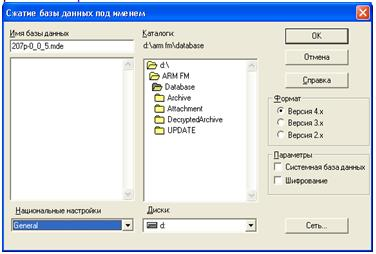 Сжатие базы данных под именем
Имя базы данных
207p-0_0_5.mde
Каталоги:
d:\arm fm\database
d:\
ARM FM
Database
Archive
Attachment
DecryptedArchive
UPDATE
OK
Отмена
Справка
Формат
Версия 4.x
Версия 3.x
Версия 2.x
Параметры
Системная база данных
Шифрование
Национальные настройки
General
Диски:
d:
Сеть...